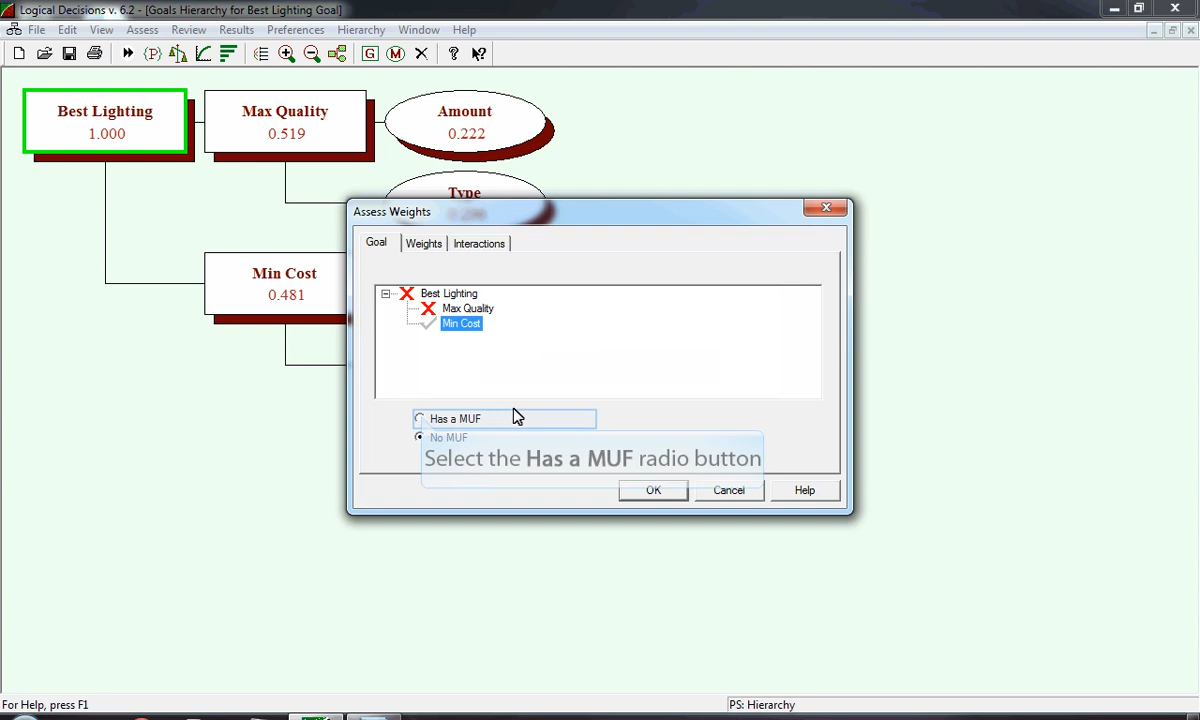 Logical Decisions v. 6.2 - [Goals Hierarchy for Best Lighting Goal]
File Edit View Assess Review Results Preferences Hierarchy Window Help
Best Lighting
1.000
Max Quality
0.519
Amount
0.222
Type
Min Cost
0.481
Assess Weights
Goal Weights Interactions
Best Lighting
Max Quality
Min Cost
Has a MUF
No MUF
Select the Has a MUF radio button
OK Cancel Help
For Help, press F1
PS: Hierarchy